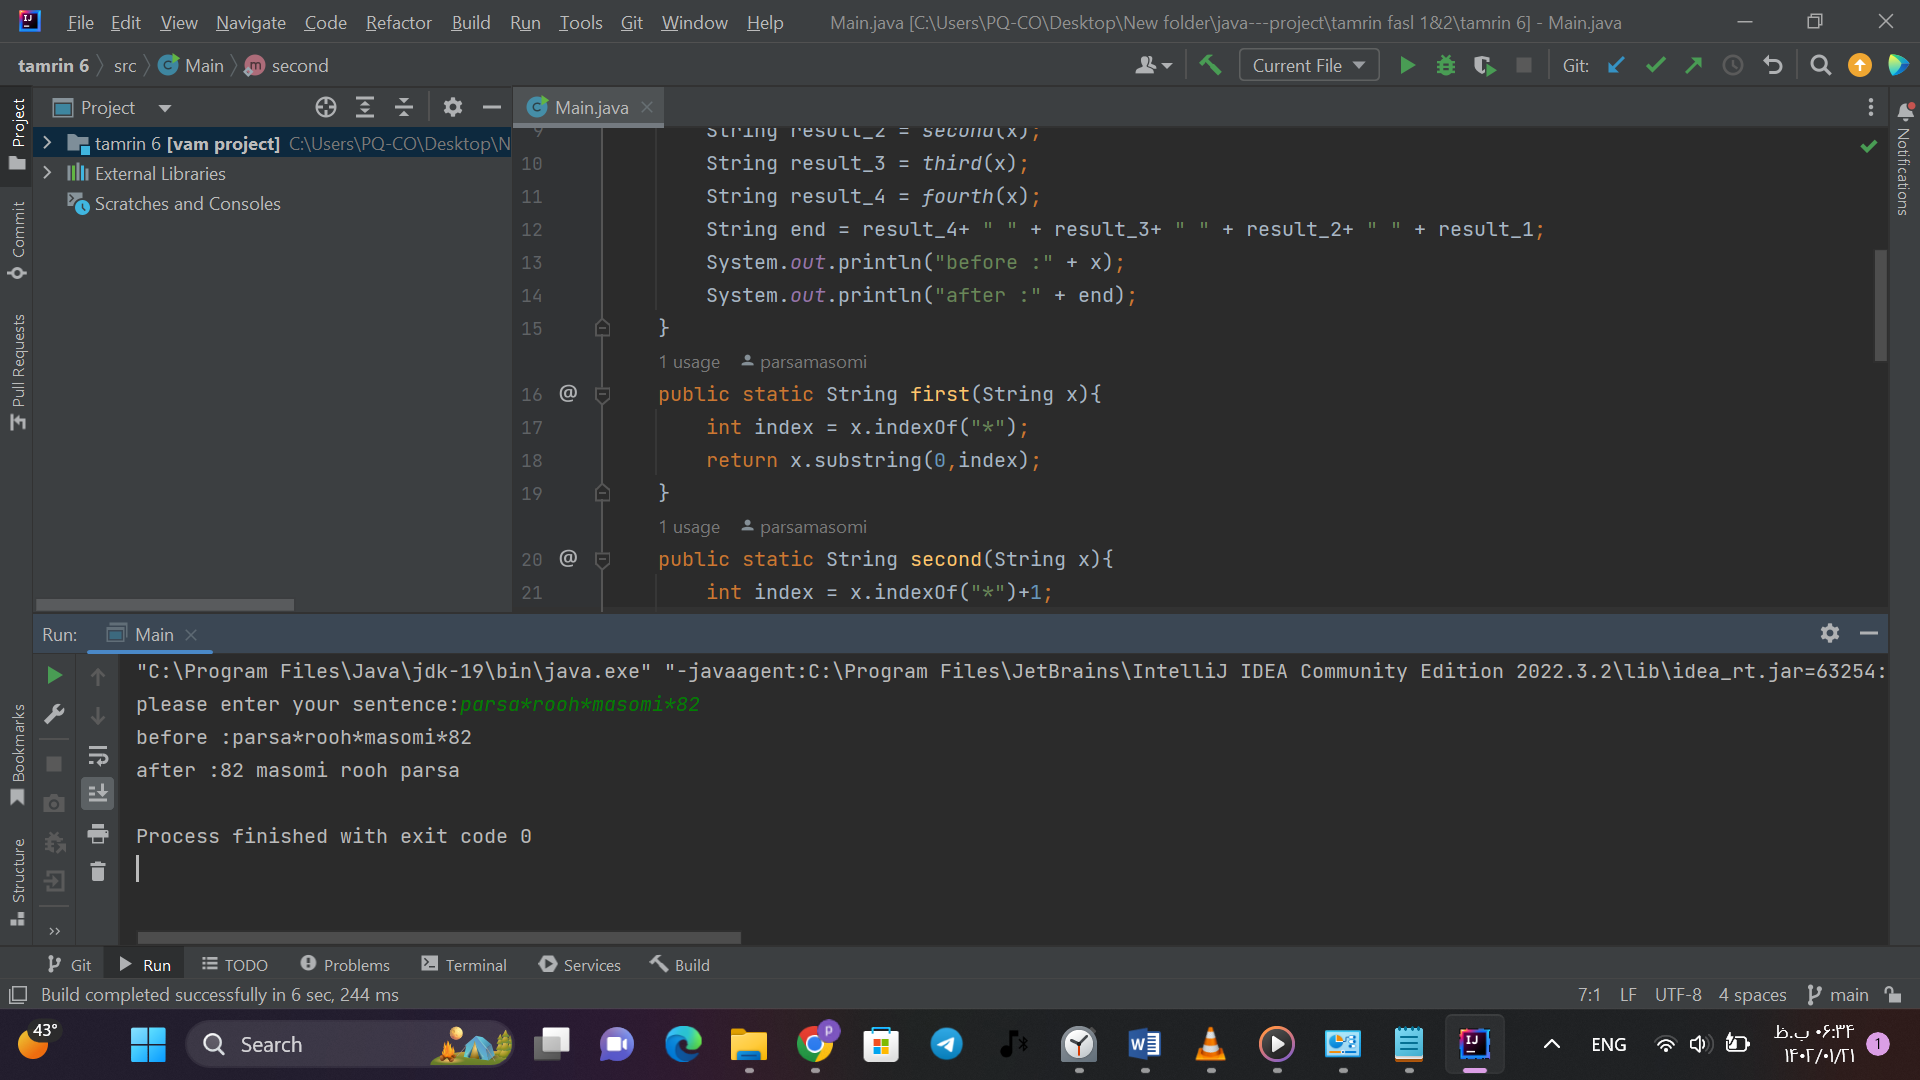 File Edit View Navigate Code Refactor Build Run Tools Git Window Help Main.java [C:\Users\PQ-CO\Desktop\New folder\java---project\tamrin fasl 1&2\tamrin 6] - Main.java
tamrin 6 src Main second Current File Git:
Project
Main.java
tamrin 6 [vam project] C:\Users\PQ-CO\Desktop\N
External Libraries
Scratches and Consoles
Project
Commit
Pull Requests
Bookmarks
Structure
Notifications
9 String result_2 = second(x);
10 String result_3 = third(x);
11 String result_4 = fourth(x);
12 String end = result_4+ " " + result_3+ " " + result_2+ " " + result_1;
13 System.out.println("before :" + x);
14 System.out.println("after :" + end);
15 }
1 usage parsamasomi
16 @ public static String first(String x){
17 int index = x.indexOf("*");
18 return x.substring(0,index);
19 }
1 usage parsamasomi
20 @ public static String second(String x){
21 int index = x.indexOf("*")+1;
Run: Main
"C:\Program Files\Java\jdk-19\bin\java.exe" "-javaagent:C:\Program Files\JetBrains\IntelliJ IDEA Community Edition 2022.3.2\lib\idea_rt.jar=63254:
please enter your sentence:parsa*rooh*masomi*82
before :parsa*rooh*masomi*82
after :82 masomi rooh parsa
Process finished with exit code 0
Git Run TODO Problems Terminal Services Build
Build completed successfully in 6 sec, 244 ms 7:1 LF UTF-8 4 spaces main
43° Search ENG ۰۶:۳۴ ب.ظ 1
۱۴۰۲/۰۱/۲۱